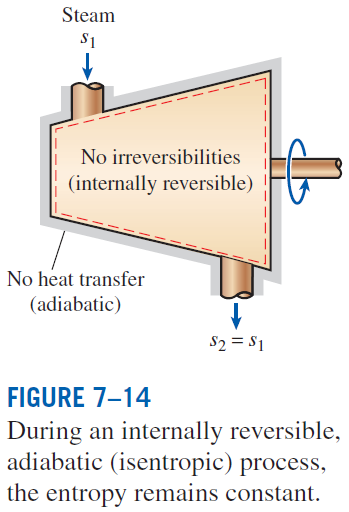 Steam
s₁
No irreversibilities
(internally reversible)
No heat transfer
(adiabatic)
s₂ = s₁
FIGURE 7–14
During an internally reversible,
adiabatic (isentropic) process,
the entropy remains constant.